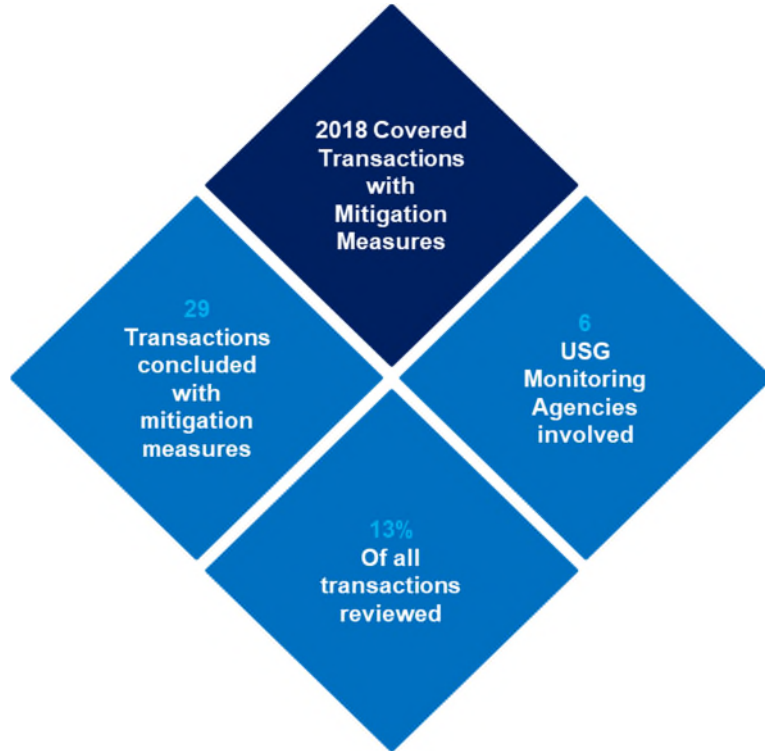 2018 Covered
Transactions
with
Mitigation
Measures
29
Transactions
concluded
with
mitigation
measures
6
USG
Monitoring
Agencies
involved
13%
Of all
transactions
reviewed